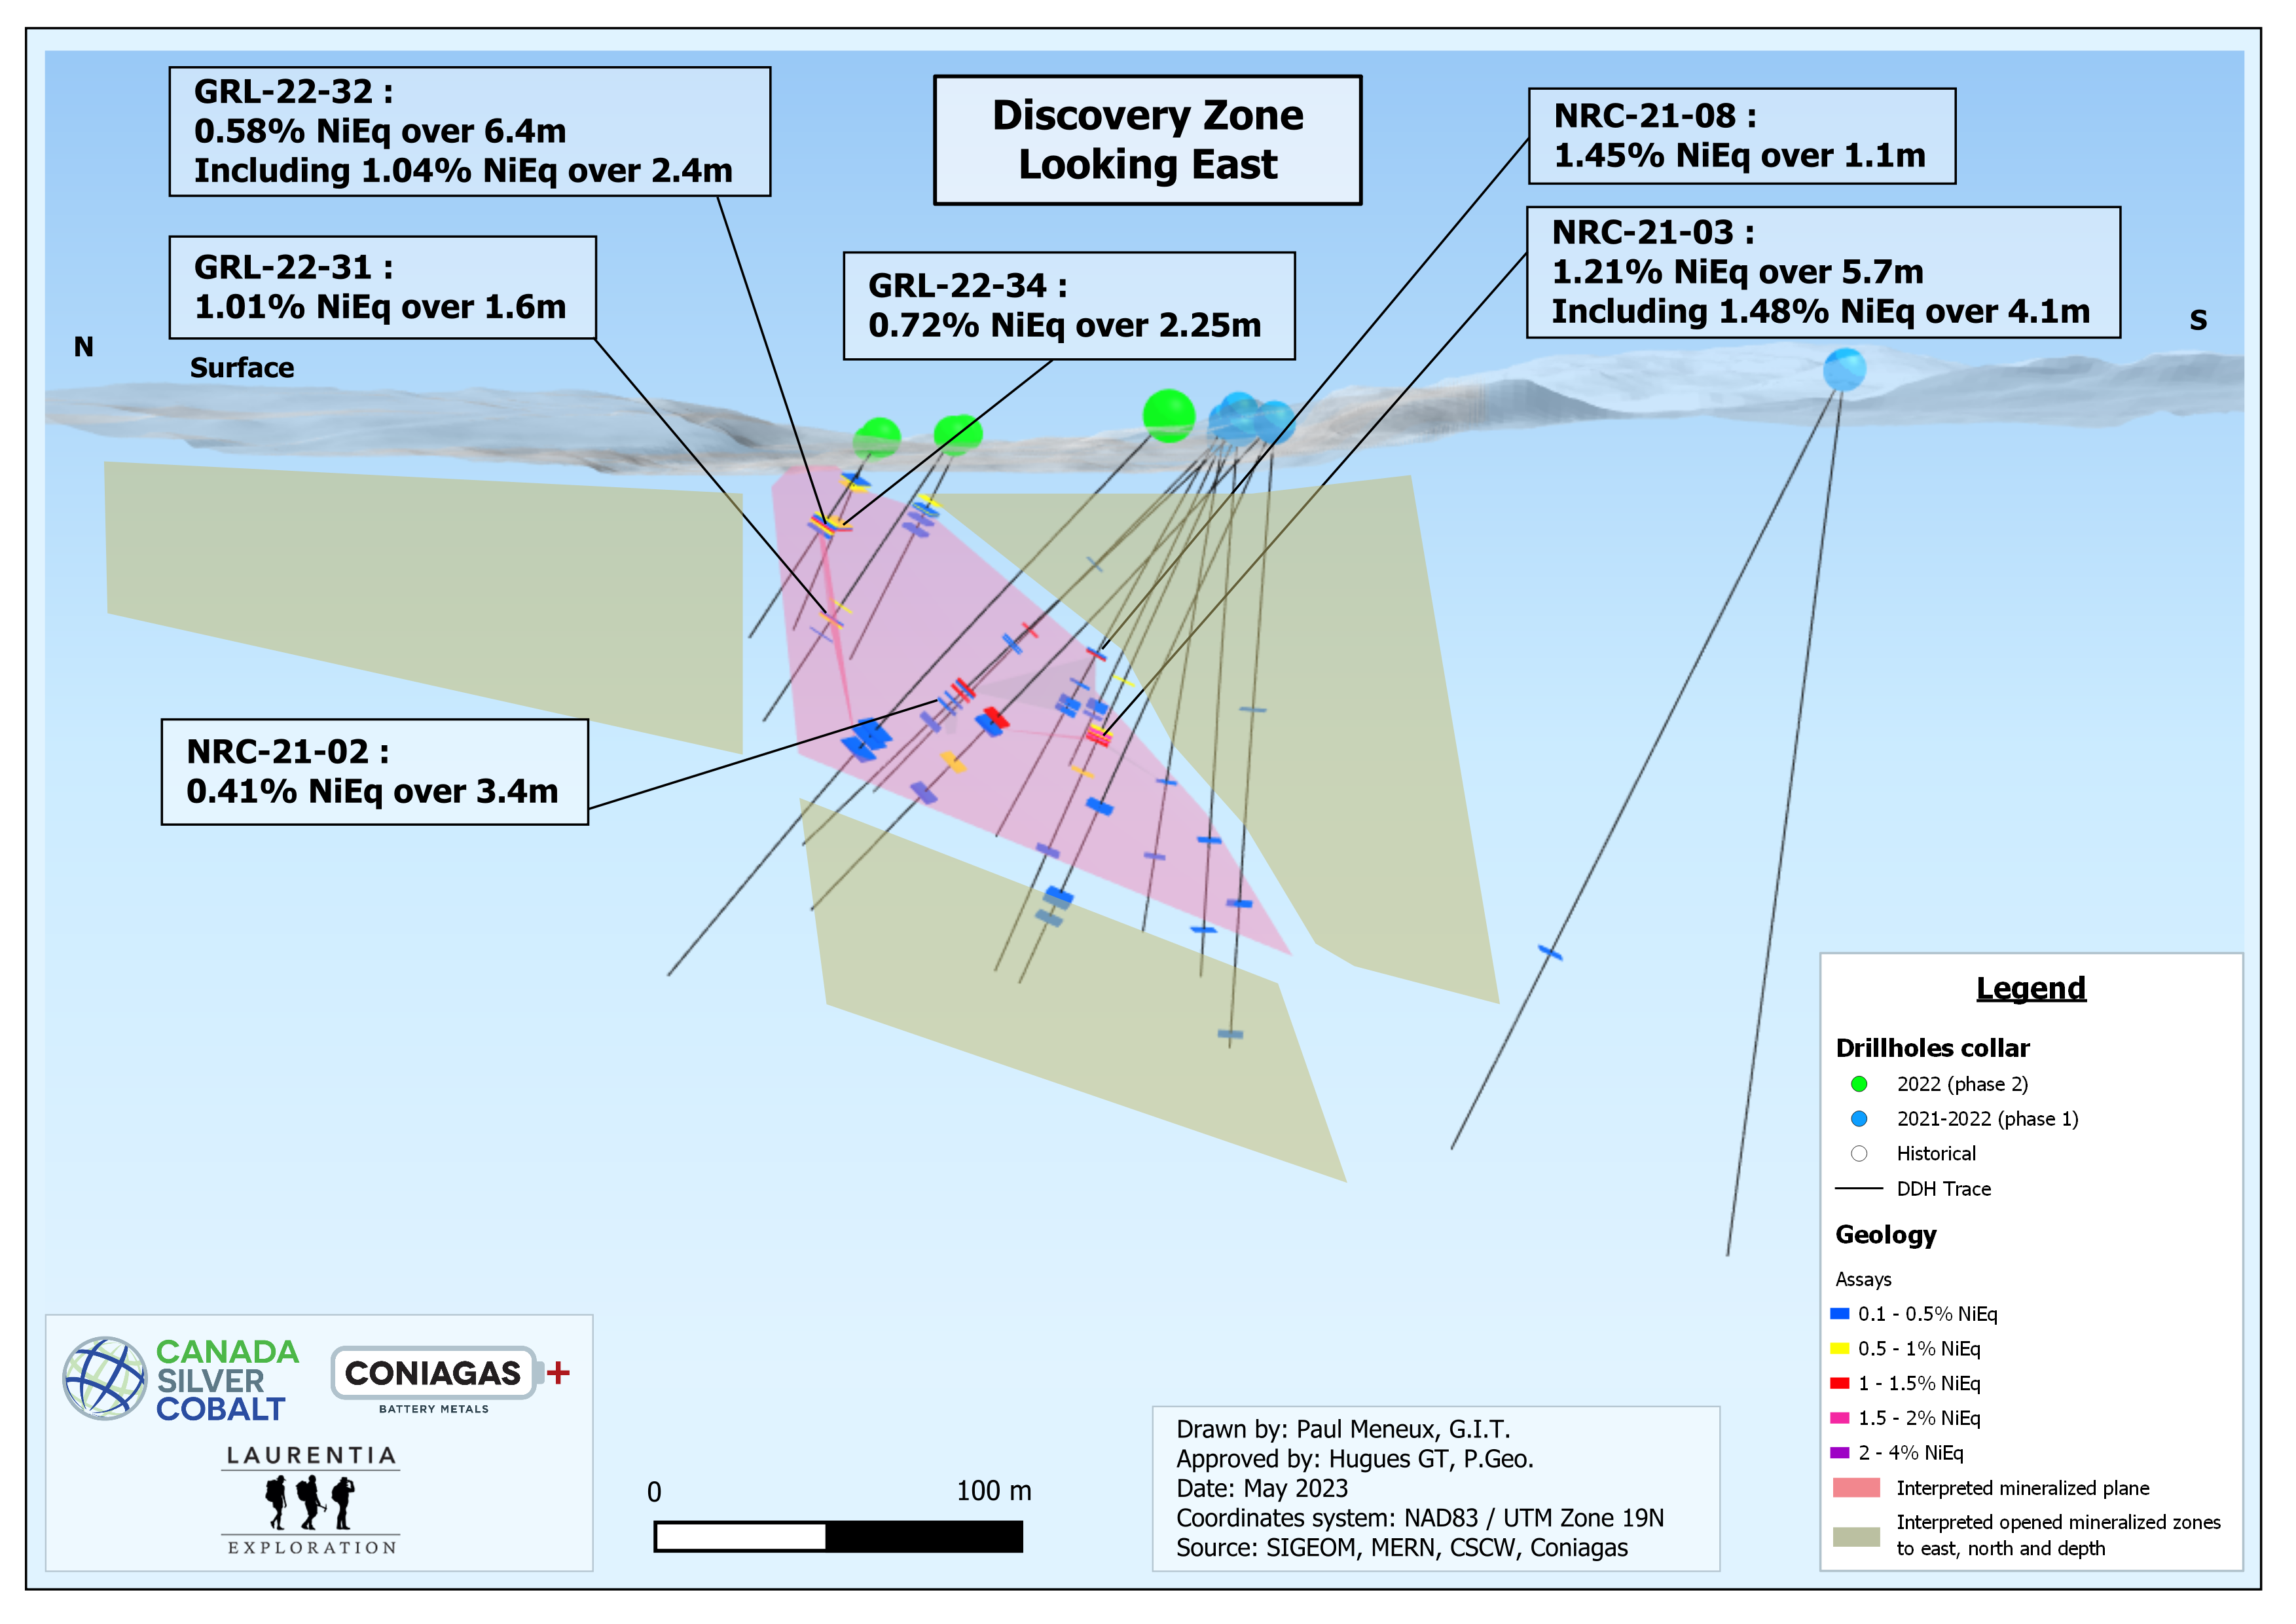 GRL-22-32 :
0.58% NiEq over 6.4m
Including 1.04% NiEq over 2.4m
Discovery Zone
Looking East
NRC-21-08 :
1.45% NiEq over 1.1m
NRC-21-03 :
1.21% NiEq over 5.7m
Including 1.48% NiEq over 4.1m
GRL-22-31 :
1.01% NiEq over 1.6m
GRL-22-34 :
0.72% NiEq over 2.25m
N
S
Surface
NRC-21-02 :
0.41% NiEq over 3.4m
Legend
Drillholes collar
2022 (phase 2)
2021-2022 (phase 1)
Historical
DDH Trace
Geology
Assays
0.1 - 0.5% NiEq
0.5 - 1% NiEq
1 - 1.5% NiEq
1.5 - 2% NiEq
2 - 4% NiEq
Interpreted mineralized plane
Interpreted opened mineralized zones
to east, north and depth
CANADA
SILVER
COBALT
CONIAGAS
BATTERY METALS
LAURENTIA
EXPLORATION
0
100 m
Drawn by: Paul Meneux, G.I.T.
Approved by: Hugues GT, P.Geo.
Date: May 2023
Coordinates system: NAD83 / UTM Zone 19N
Source: SIGEOM, MERN, CSCW, Coniagas